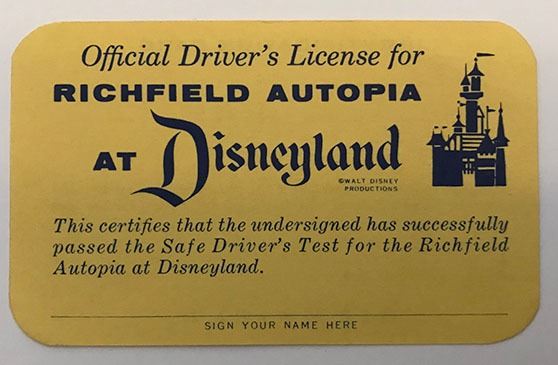 Official Driver's License for
RICHFIELD AUTOPIA
AT Disneyland
©WALT DISNEY
PRODUCTIONS
This certifies that the undersigned has successfully
passed the Safe Driver's Test for the Richfield
Autopia at Disneyland.
SIGN YOUR NAME HERE